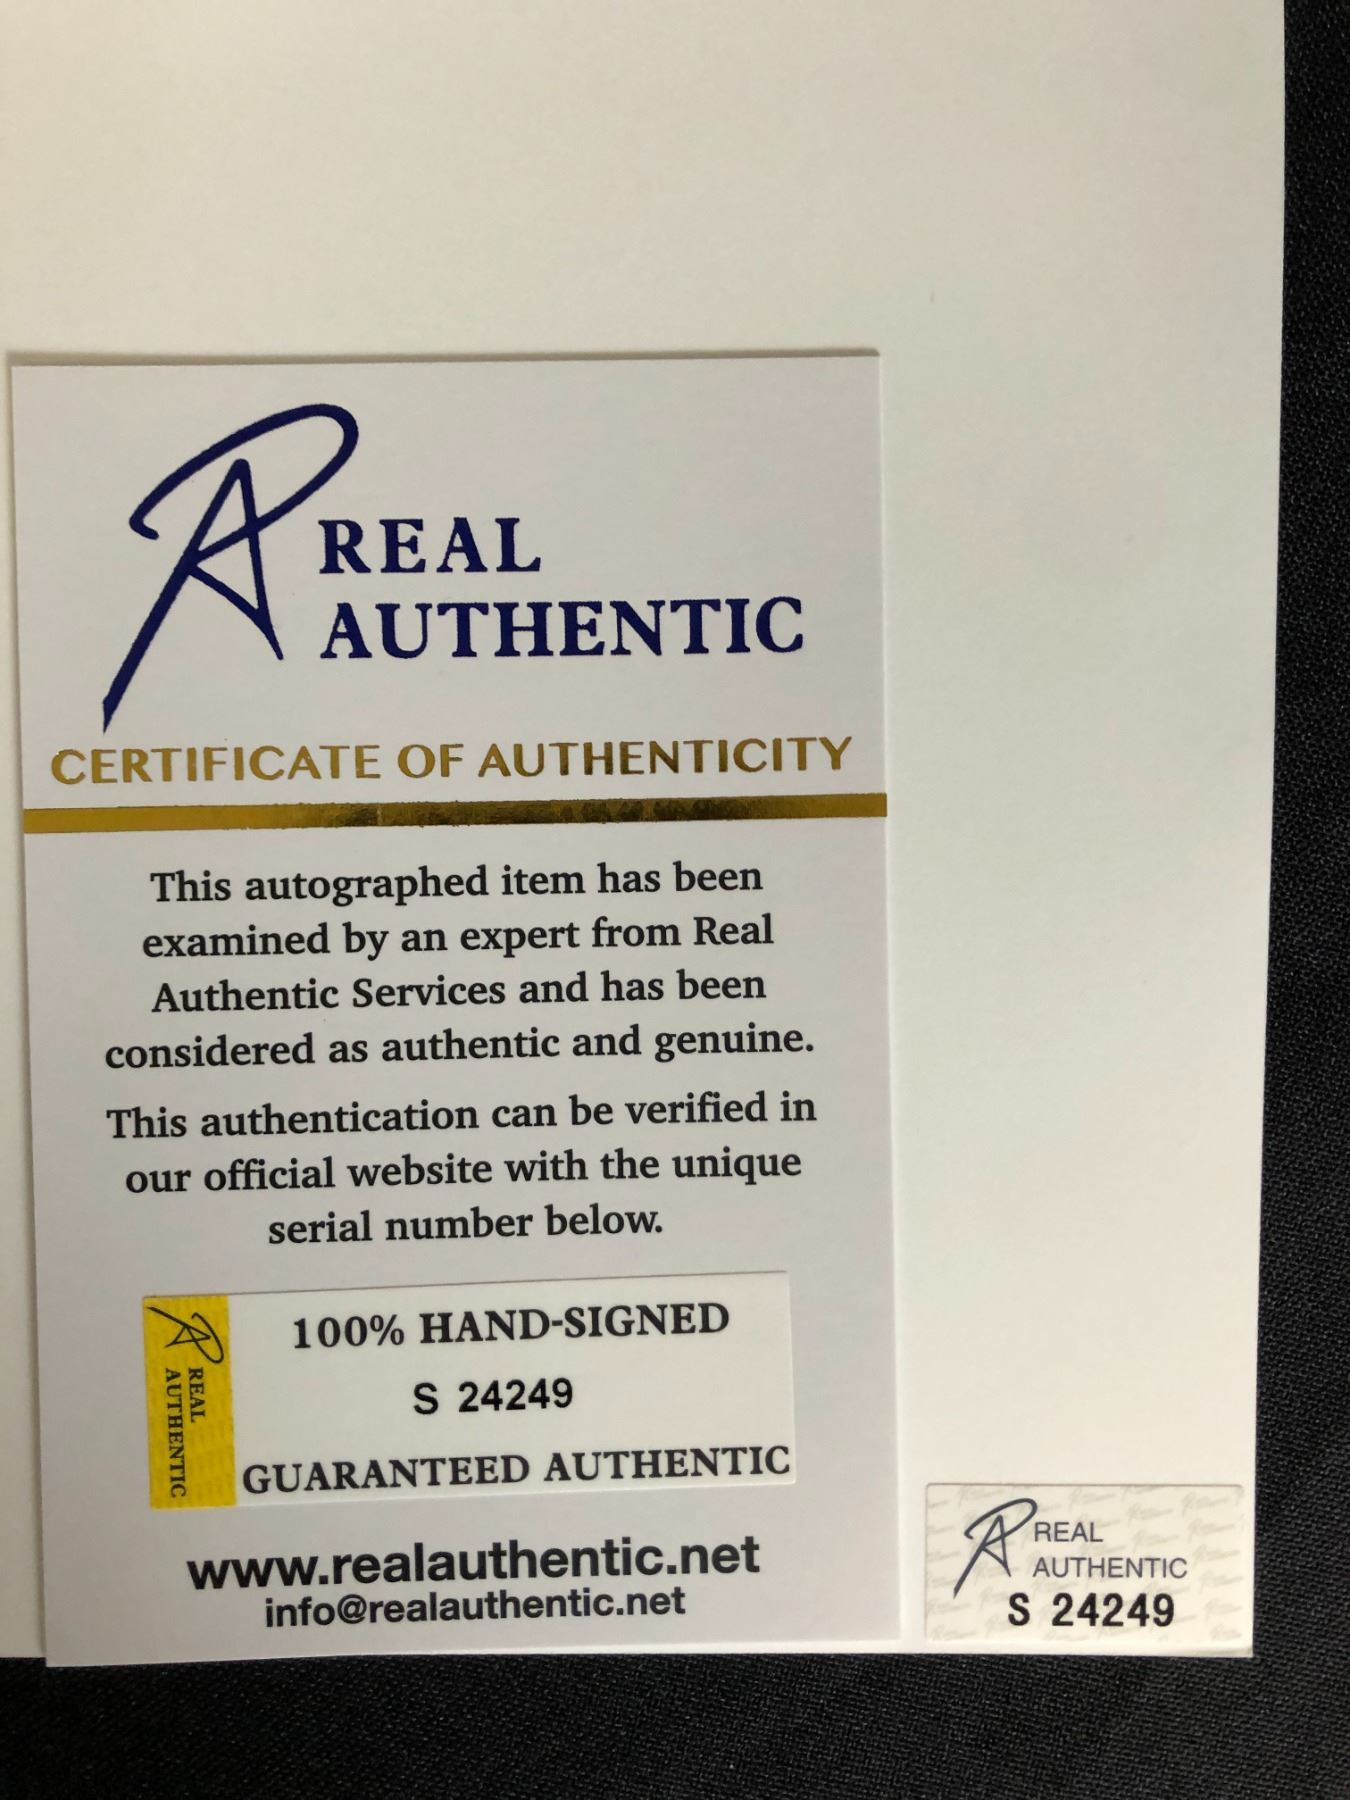 REAL
AUTHENTIC
CERTIFICATE OF AUTHENTICITY
This autographed item has been
examined by an expert from Real
Authentic Services and has been
considered as authentic and genuine.
This authentication can be verified in
our official website with the unique
serial number below.
REAL
AUTHENTIC
100% HAND-SIGNED
S 24249
GUARANTEED AUTHENTIC
www.realauthentic.net
info@realauthentic.net
REAL
AUTHENTIC
S 24249